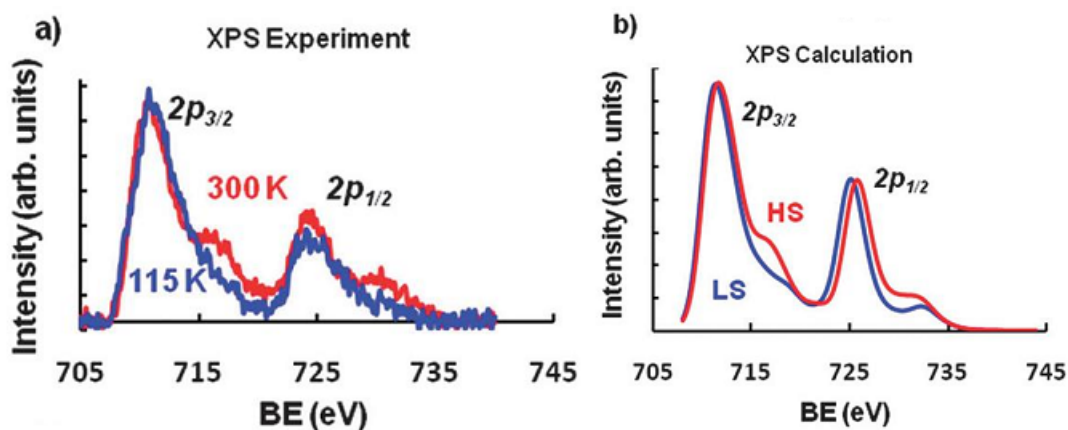 a)
XPS Experiment
Intensity (arb. units)
2p3/2
300 K
2p1/2
115 K
705 715 725 735 745
BE (eV)
b)
XPS Calculation
Intensity (arb. units)
2p3/2
2p1/2
HS
LS
705 715 725 735 745
BE (eV)